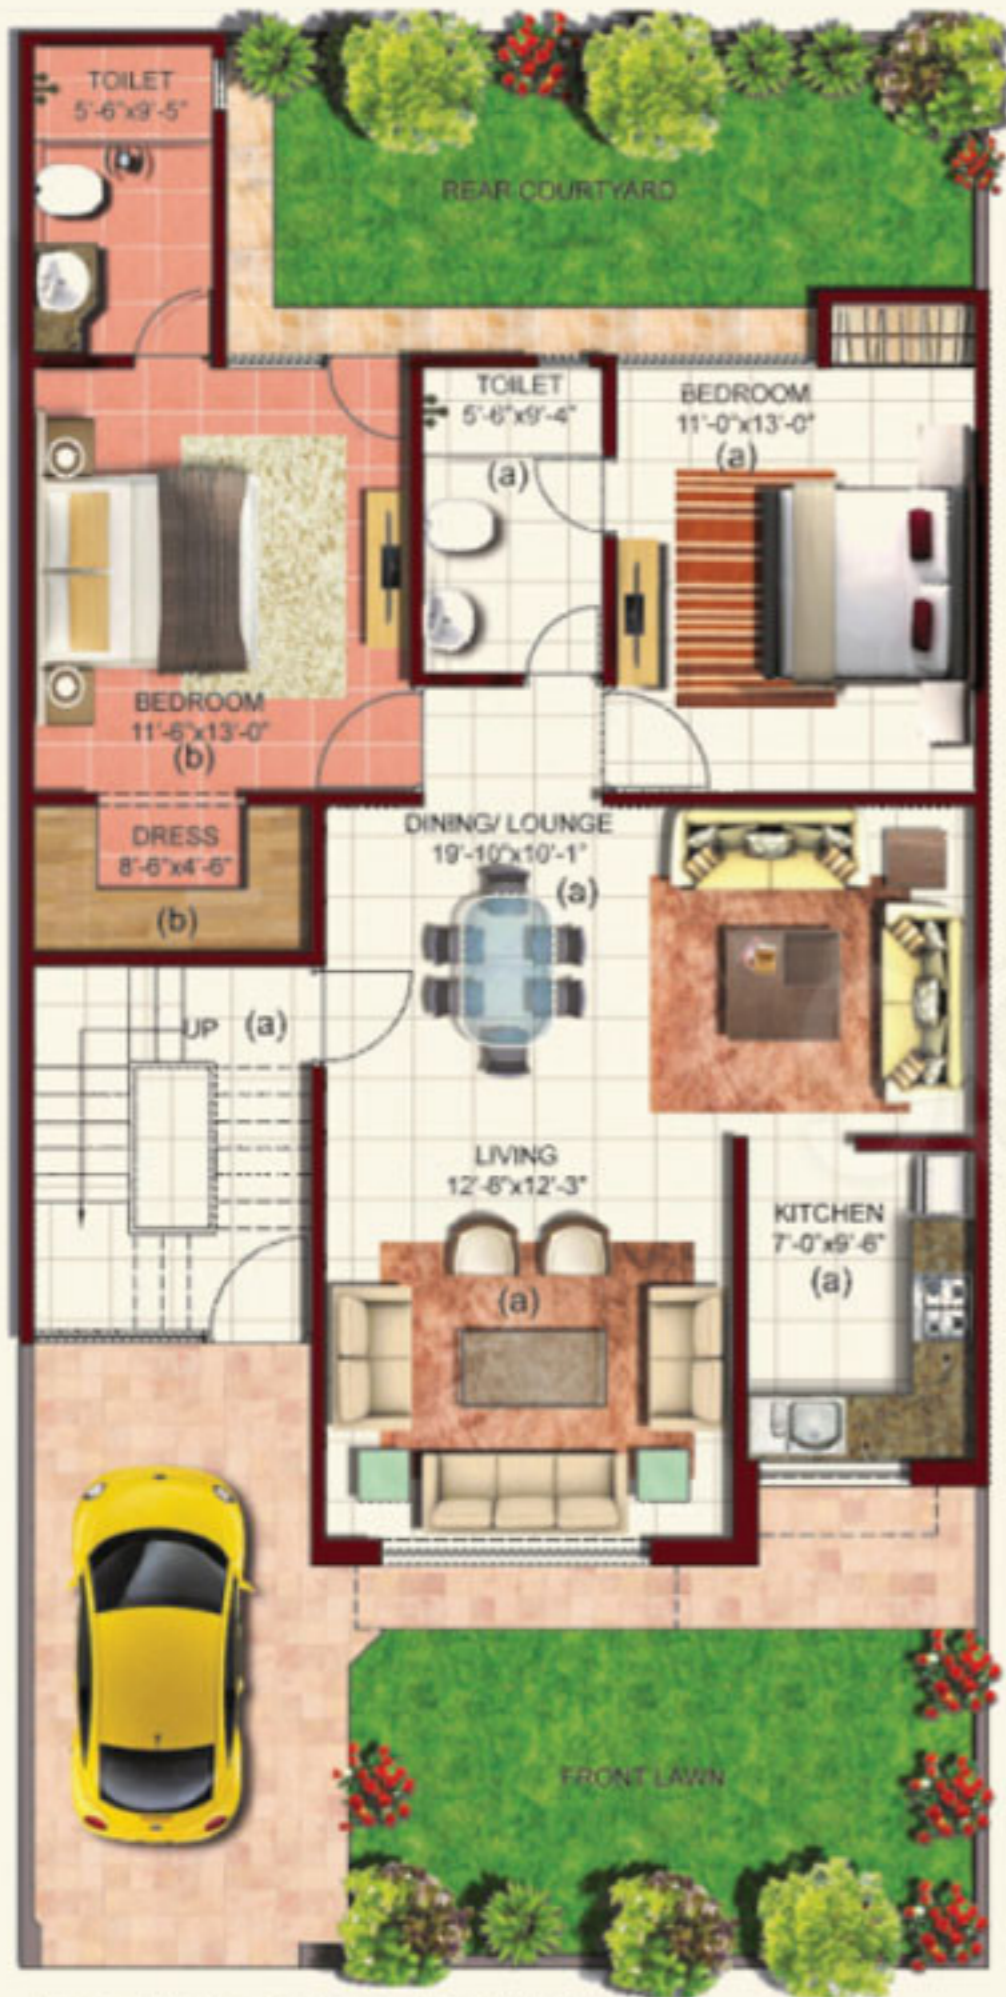 TOILET
5'-6"x9'-5"
REAR COURTYARD
TOILET
5'-6"x9'-4"
(a)
BEDROOM
11'-0"x13'-0"
(a)
BEDROOM
11'-6"x13'-0"
(b)
DRESS
8'-6"x4'-6"
(b)
DINING/ LOUNGE
19'-10"x10'-1"
(a)
UP
(a)
LIVING
12'-6"x12'-3"
(a)
KITCHEN
7'-0"x9'-6"
(a)
FRONT LAWN